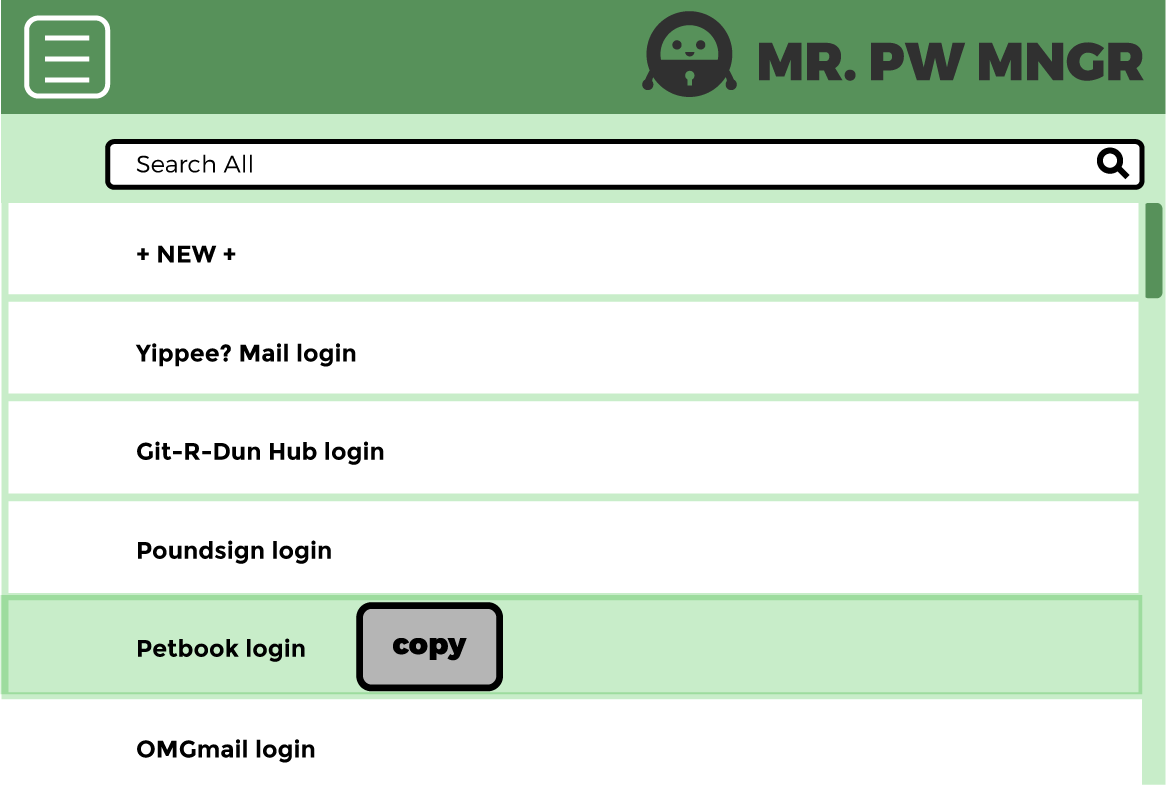 MR. PW MNGR
Search All
+ NEW +
Yippee? Mail login
Git-R-Dun Hub login
Poundsign login
Petbook login copy
OMGmail login